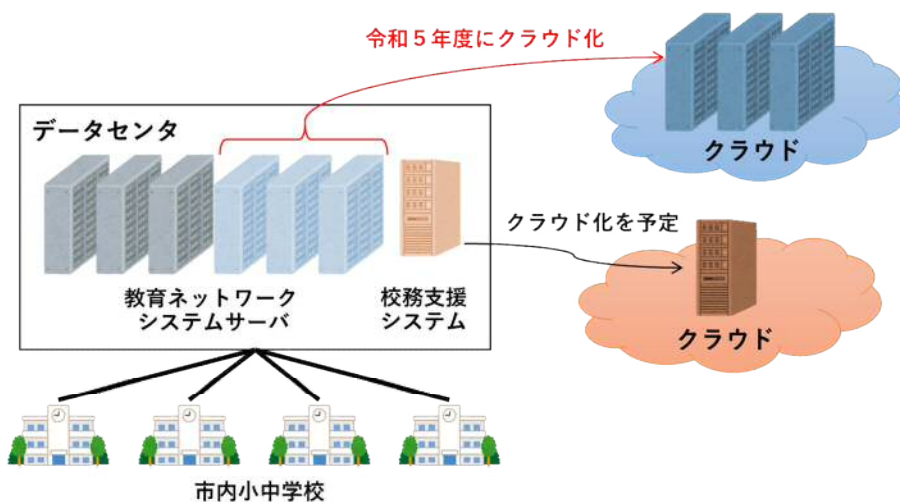 令和５年度にクラウド化
データセンタ
クラウド
クラウド化を予定
教育ネットワーク
システムサーバ
校務支援
システム
クラウド
市内小中学校